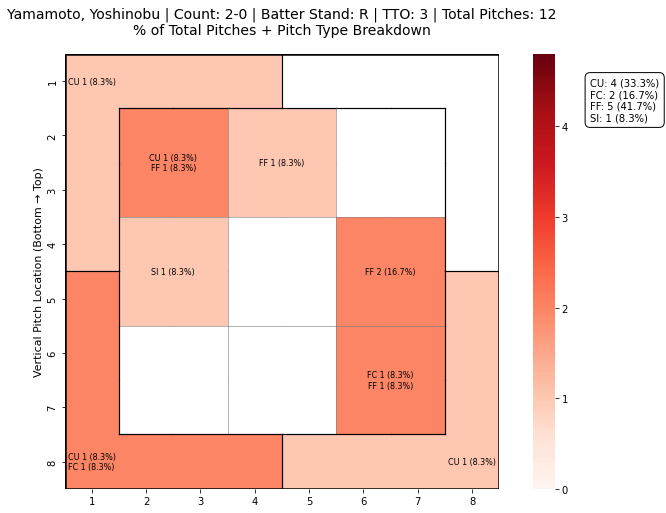 Yamamoto, Yoshinobu | Count: 2-0 | Batter Stand: R | TTO: 3 | Total Pitches: 12
% of Total Pitches + Pitch Type Breakdown
CU: 4 (33.3%)
FC: 2 (16.7%)
FF: 5 (41.7%)
SI: 1 (8.3%)
Vertical Pitch Location (Bottom → Top)
1
2
3
4
5
6
7
8
CU 1 (8.3%)
CU 1 (8.3%)
FF 1 (8.3%)
FF 1 (8.3%)
SI 1 (8.3%)
FF 2 (16.7%)
FC 1 (8.3%)
FF 1 (8.3%)
CU 1 (8.3%)
FC 1 (8.3%)
CU 1 (8.3%)
1
2
3
4
5
6
7
8
4
3
2
1
0